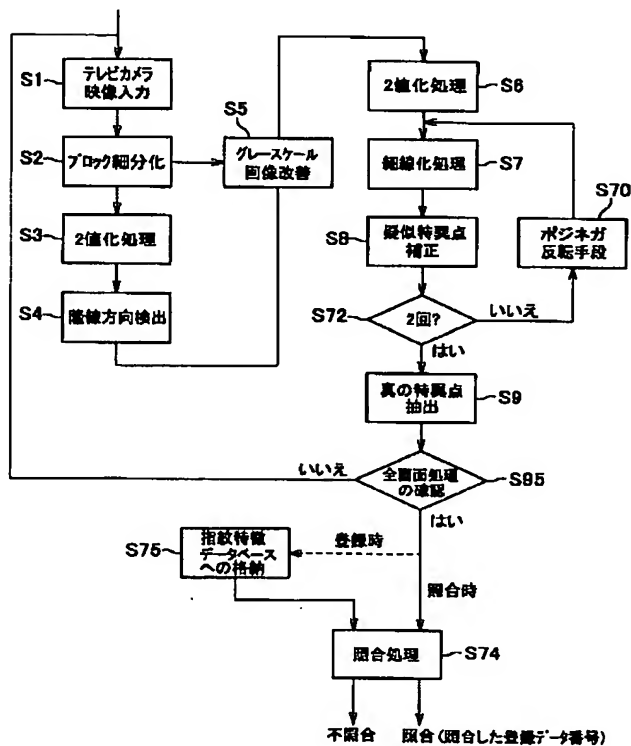 S1
テレビカメラ
映像入力
S2
ブロック細分化
S3
2値化処理
S4
隆線方向検出
S5
グレースケール
画像改善
S6
2値化処理
S7
細線化処理
S8
擬似特異点
補正
S70
ポジネガ
反転手段
S72
2回?
いいえ
はい
S9
真の特異点
抽出
S95
全画面処理
の確認
いいえ
はい
S75
指紋特徴
データベース
への格納
登録時
照合時
S74
照合処理
不照合
照合(照合した登録データ番号)